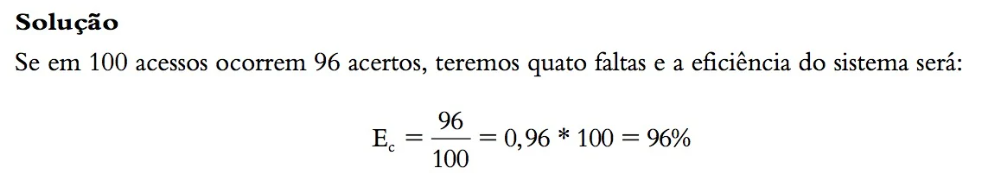 Solução
Se em 100 acessos ocorrem 96 acertos, teremos quato faltas e a eficiência do sistema será:
E_c = 96/100 = 0,96 * 100 = 96%